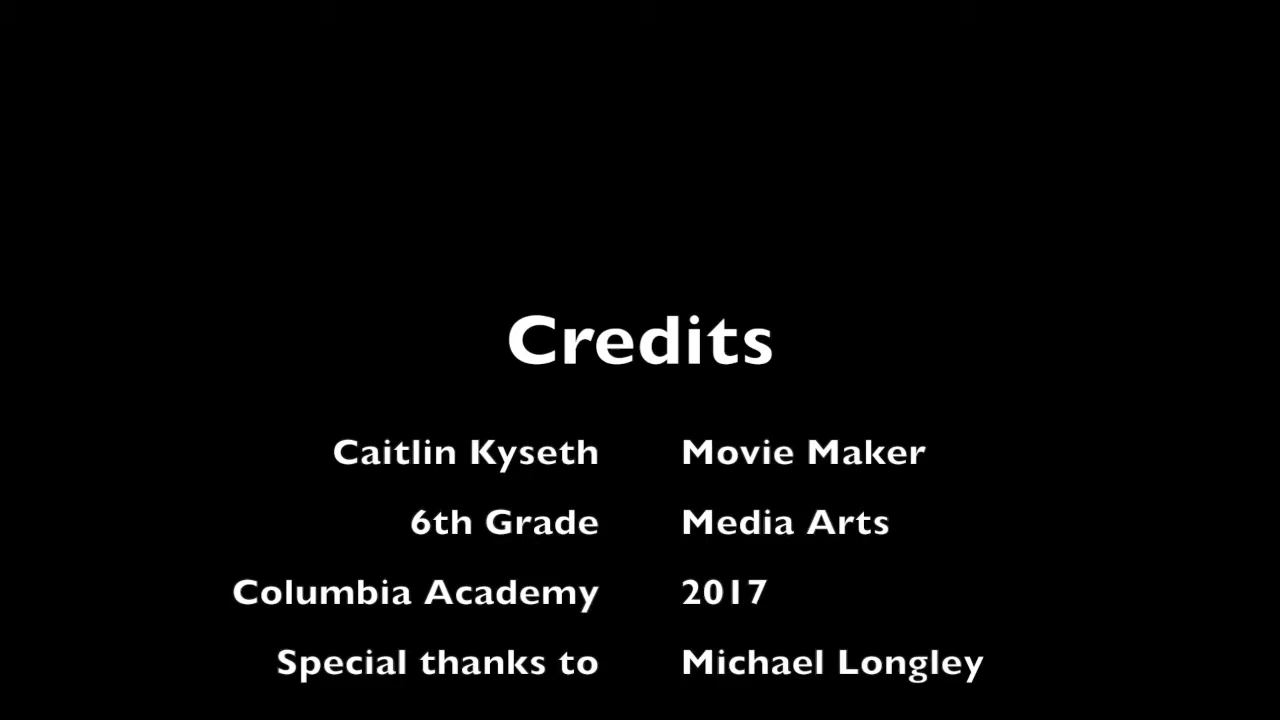 Credits
Caitlin Kyseth Movie Maker
6th Grade Media Arts
Columbia Academy 2017
Special thanks to Michael Longley